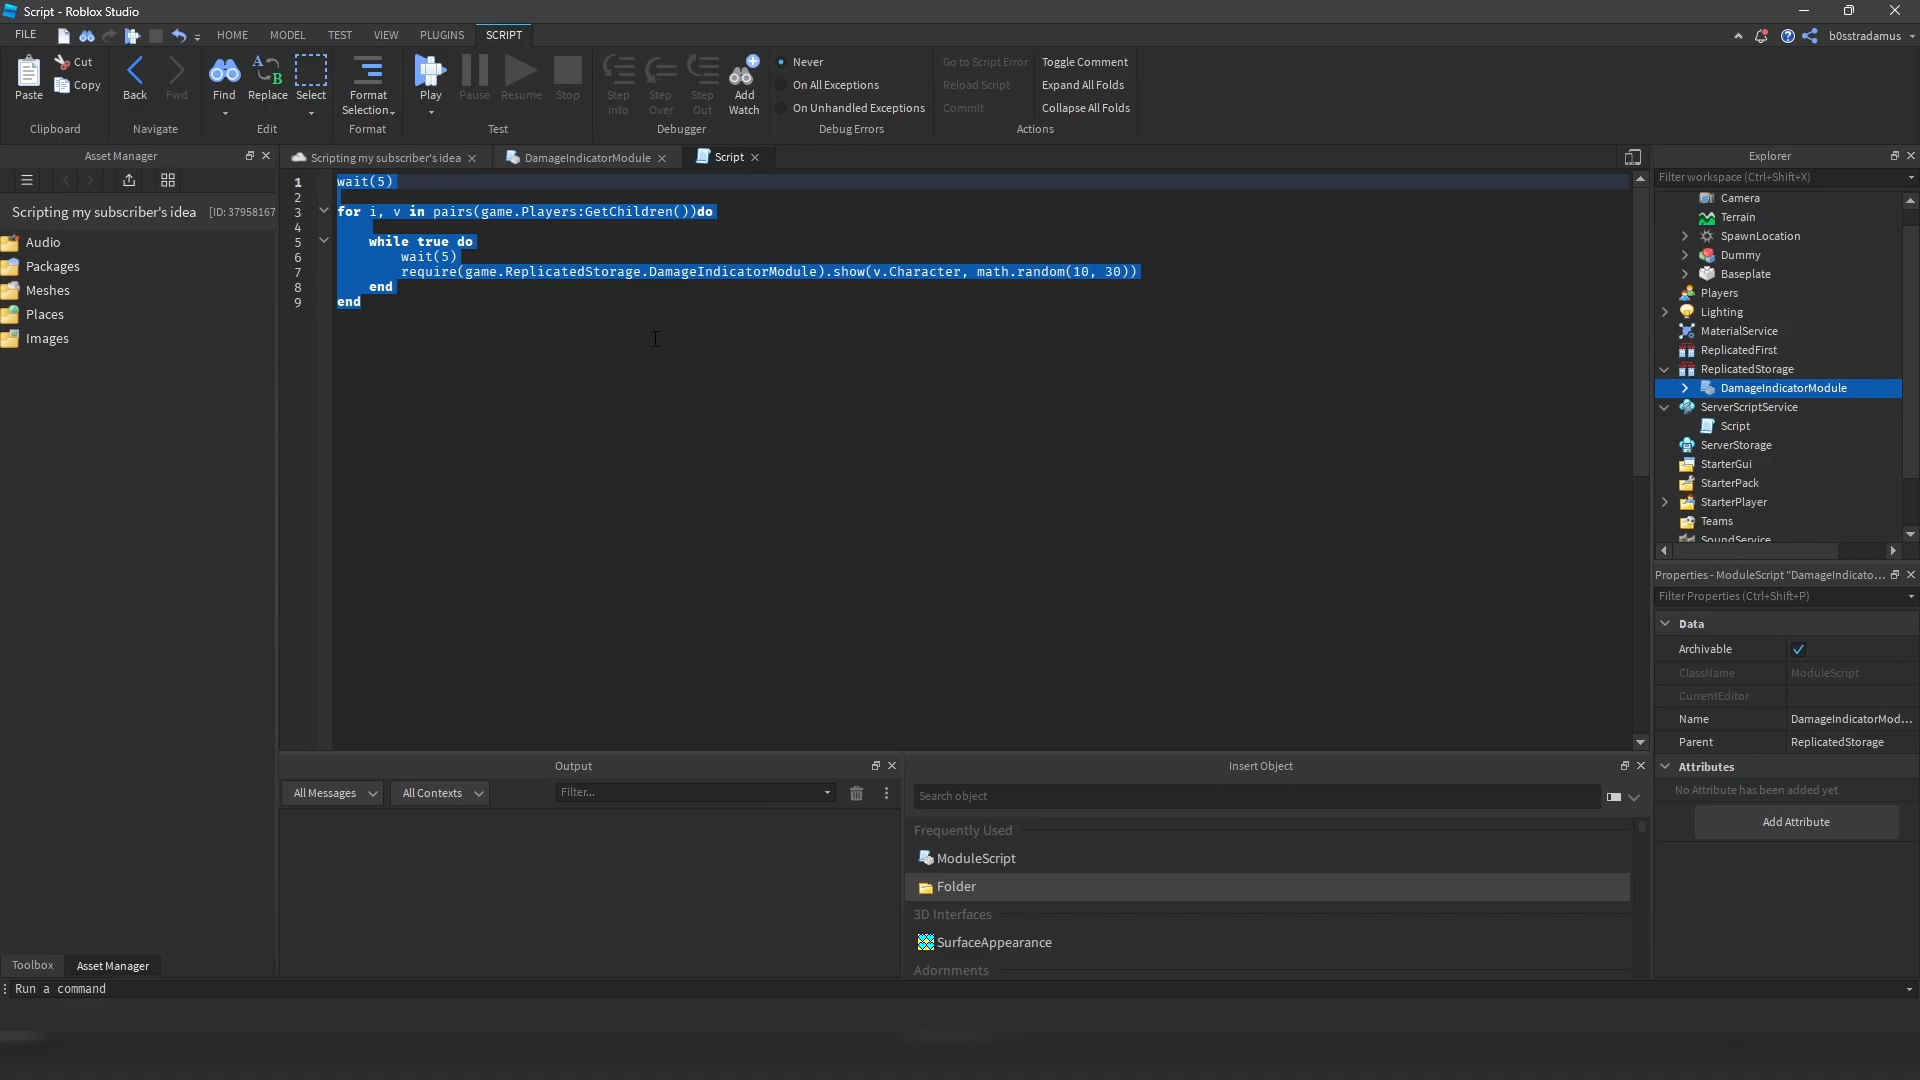 Script - Roblox Studio
FILE HOME MODEL TEST VIEW PLUGINS SCRIPT b0sstradamus
Paste Cut Copy Clipboard
Back Fwd Navigate
Find Replace Select Edit
Format Selection Format
Play Pause Resume Stop Test
Step Into Step Over Step Out Add Watch Debugger
Never
On All Exceptions
On Unhandled Exceptions
Debug Errors
Go to Script Error Toggle Comment
Reload Script Expand All Folds
Commit Collapse All Folds
Actions
Asset Manager
Scripting my subscriber's idea [ID: 37958167
Audio
Packages
Meshes
Places
Images
Toolbox Asset Manager
Scripting my subscriber's idea DamageIndicatorModule Script
1 wait(5)
2
3 for i, v in pairs(game.Players:GetChildren())do
4
5 while true do
6 wait(5)
7 require(game.ReplicatedStorage.DamageIndicatorModule).show(v.Character, math.random(10, 30))
8 end
9 end
Output
All Messages All Contexts Filter...
Insert Object
Search object
Frequently Used
ModuleScript
Folder
3D Interfaces
SurfaceAppearance
Adornments
Explorer
Filter workspace (Ctrl+Shift+X)
Camera
Terrain
SpawnLocation
Dummy
Baseplate
Players
Lighting
MaterialService
ReplicatedFirst
ReplicatedStorage
DamageIndicatorModule
ServerScriptService
Script
ServerStorage
StarterGui
StarterPack
StarterPlayer
Teams
SoundService
Properties - ModuleScript "DamageIndicato...
Filter Properties (Ctrl+Shift+P)
Data
Archivable
ClassName ModuleScript
CurrentEditor
Name DamageIndicatorMod...
Parent ReplicatedStorage
Attributes
No Attribute has been added yet
Add Attribute
Run a command